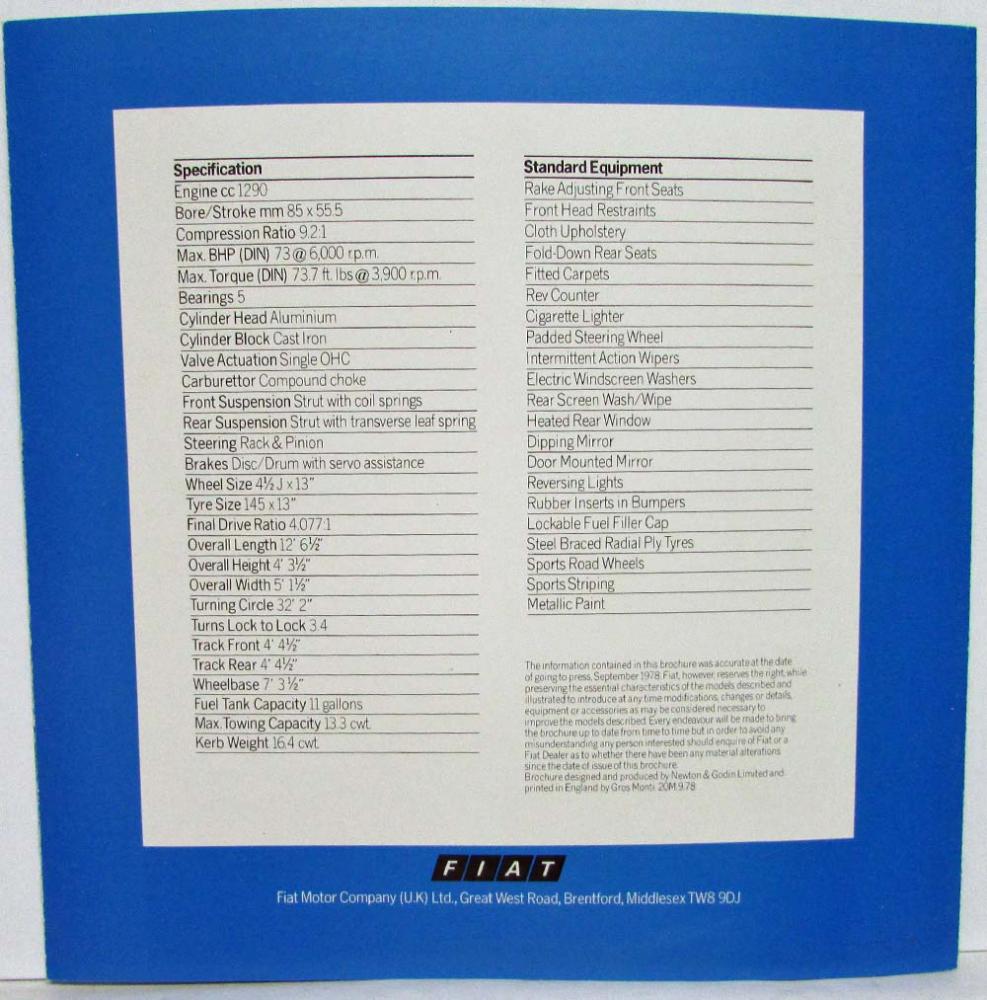 Specification
Engine cc 1290
Bore/Stroke mm 85 x 55.5
Compression Ratio 9.2:1
Max. BHP (DIN) 73 @ 6,000 r.p.m.
Max. Torque (DIN) 73.7 ft. lbs @ 3,900 r.p.m.
Bearings 5
Cylinder Head Aluminium
Cylinder Block Cast Iron
Valve Actuation Single OHC
Carburettor Compound choke
Front Suspension Strut with coil springs
Rear Suspension Strut with transverse leaf spring
Steering Rack & Pinion
Brakes Disc/Drum with servo assistance
Wheel Size 4½ J x 13"
Tyre Size 145 x 13"
Final Drive Ratio 4.077:1
Overall Length 12' 6½"
Overall Height 4' 3½"
Overall Width 5' 1½"
Turning Circle 32' 2"
Turns Lock to Lock 3.4
Track Front 4' 4½"
Track Rear 4' 4½"
Wheelbase 7' 3½"
Fuel Tank Capacity 11 gallons
Max. Towing Capacity 13.3 cwt.
Kerb Weight 16.4 cwt.
Standard Equipment
Rake Adjusting Front Seats
Front Head Restraints
Cloth Upholstery
Fold-Down Rear Seats
Fitted Carpets
Rev Counter
Cigarette Lighter
Padded Steering Wheel
Intermittent Action Wipers
Electric Windscreen Washers
Rear Screen Wash/Wipe
Heated Rear Window
Dipping Mirror
Door Mounted Mirror
Reversing Lights
Rubber Inserts in Bumpers
Lockable Fuel Filler Cap
Steel Braced Radial Ply Tyres
Sports Road Wheels
Sports Striping
Metallic Paint
The information contained in this brochure was accurate at the date
of going to press, September 1978. Fiat, however, reserves the right, while
preserving the essential characteristics of the models described and
illustrated to introduce at any time modifications, changes or details,
equipment or accessories as may be considered necessary to
improve the models described. Every endeavour will be made to bring
the brochure up to date from time to time but in order to avoid any
misunderstanding any person interested should enquire of Fiat or a
Fiat Dealer as to whether there have been any material alterations
since the date of issue of this brochure.
Brochure designed and produced by Newton & Godin Limited and
printed in England by Gros Monti. 20M.9.78
FIAT
Fiat Motor Company (U.K) Ltd., Great West Road, Brentford, Middlesex TW8 9DJ